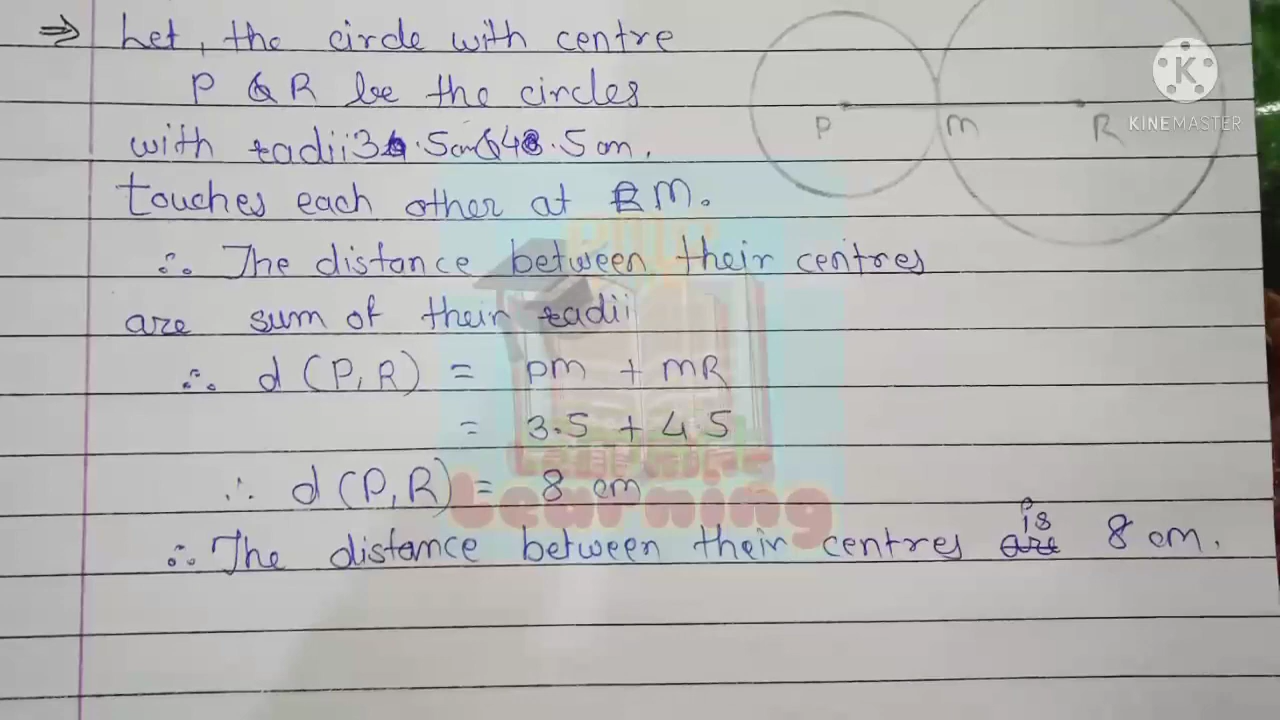 ⇒ Let, the circle with centre
P & R be the circles
with radii 3.5cm & 4.5 cm.
touches each other at M.
∴ The distance between their centres
are sum of their radii
∴ d (P, R) = PM + MR
= 3.5 + 4.5
∴ d (P, R) = 8 cm
∴ The distance between their centres is 8 cm.
P M R
K
KINEMASTER
Learning